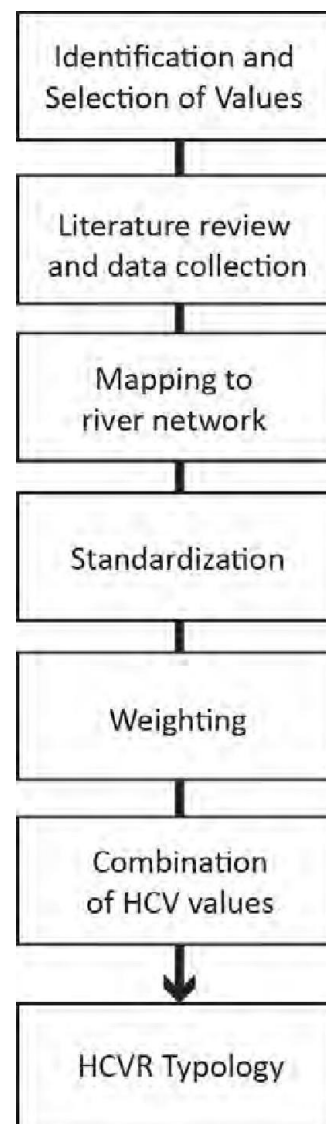 Identification and
Selection of Values
Literature review
and data collection
Mapping to
river network
Standardization
Weighting
Combination
of HCV values
HCVR Typology